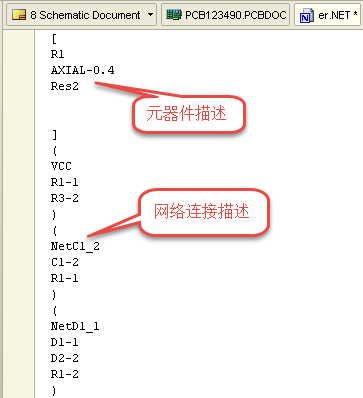 8 Schematic Document
PCB123490.PCBDOC
er.NET *
[
R1
AXIAL-0.4
Res2
元器件描述
]
(
VCC
R1-1
R3-2
)
网络连接描述
(
NetC1_2
C1-2
R1-1
)
(
NetD1_1
D1-1
D2-2
R1-2
)